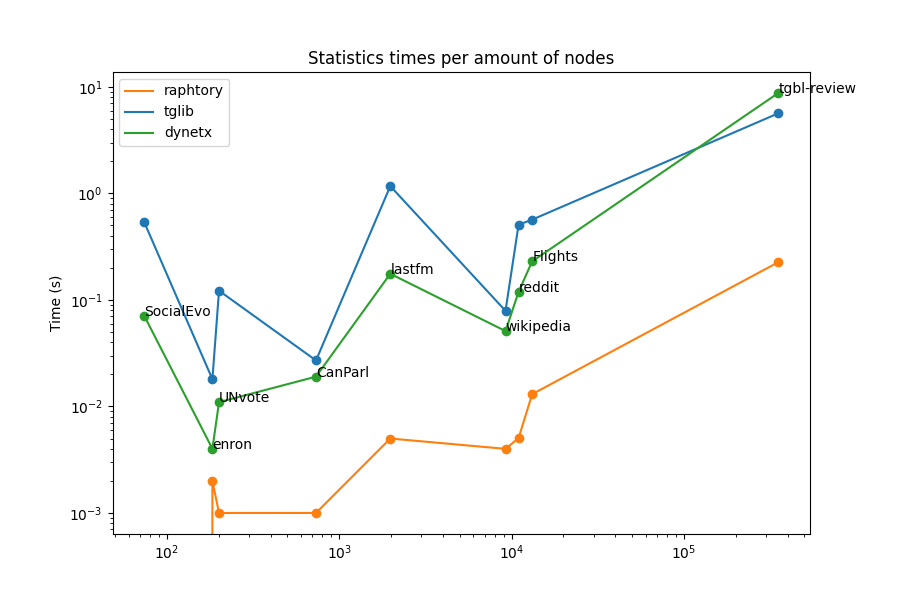 Statistics times per amount of nodes
raphtory
tglib
dynetx
Time (s)
10¹
10⁰
10⁻¹
10⁻²
10⁻³
SocialEvo
enron
UNvote
CanParl
lastfm
wikipedia
reddit
Flights
tgbl-review
10²
10³
10⁴
10⁵